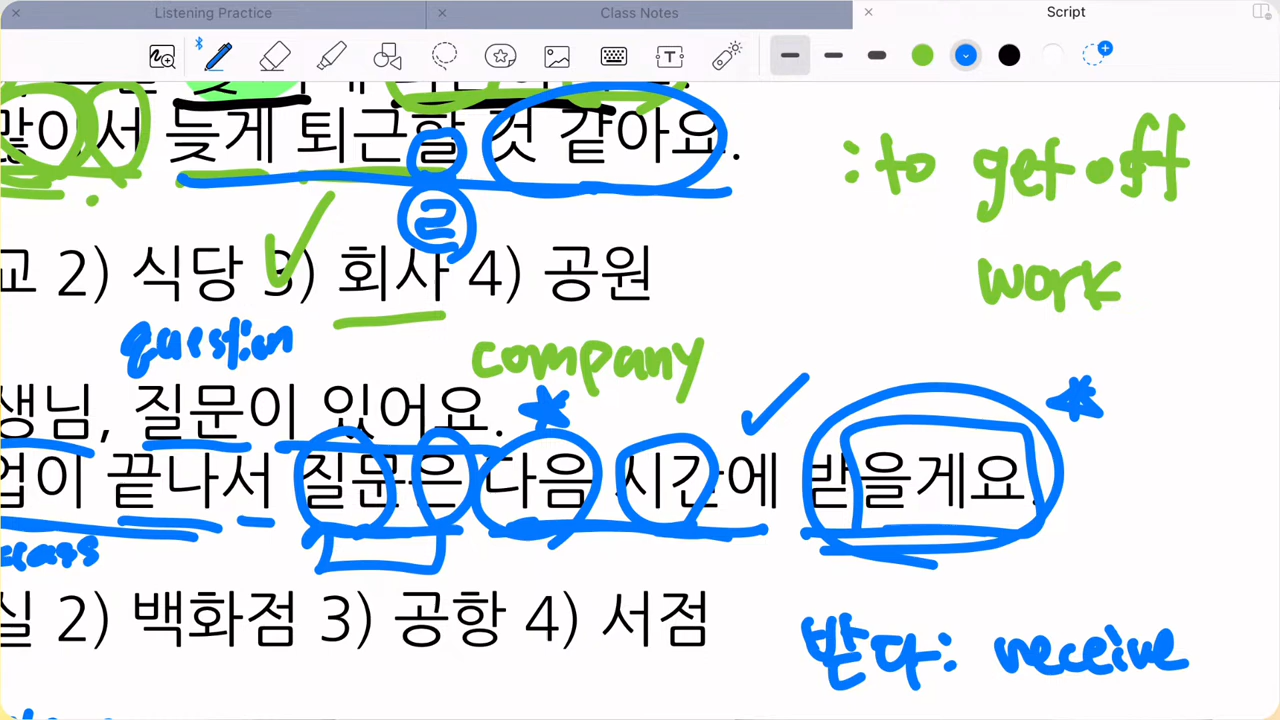 Listening Practice Class Notes Script
많이서 늦게 퇴근할 것 같아요.
:to get off
ㄹ
교 2) 식당 3) 회사 4) 공원
work
question
company
생님, 질문이 있어요.
업이 끝나서 질문은 다음 시간에 받을게요.
class
실 2) 백화점 3) 공항 4) 서점
받다: receive